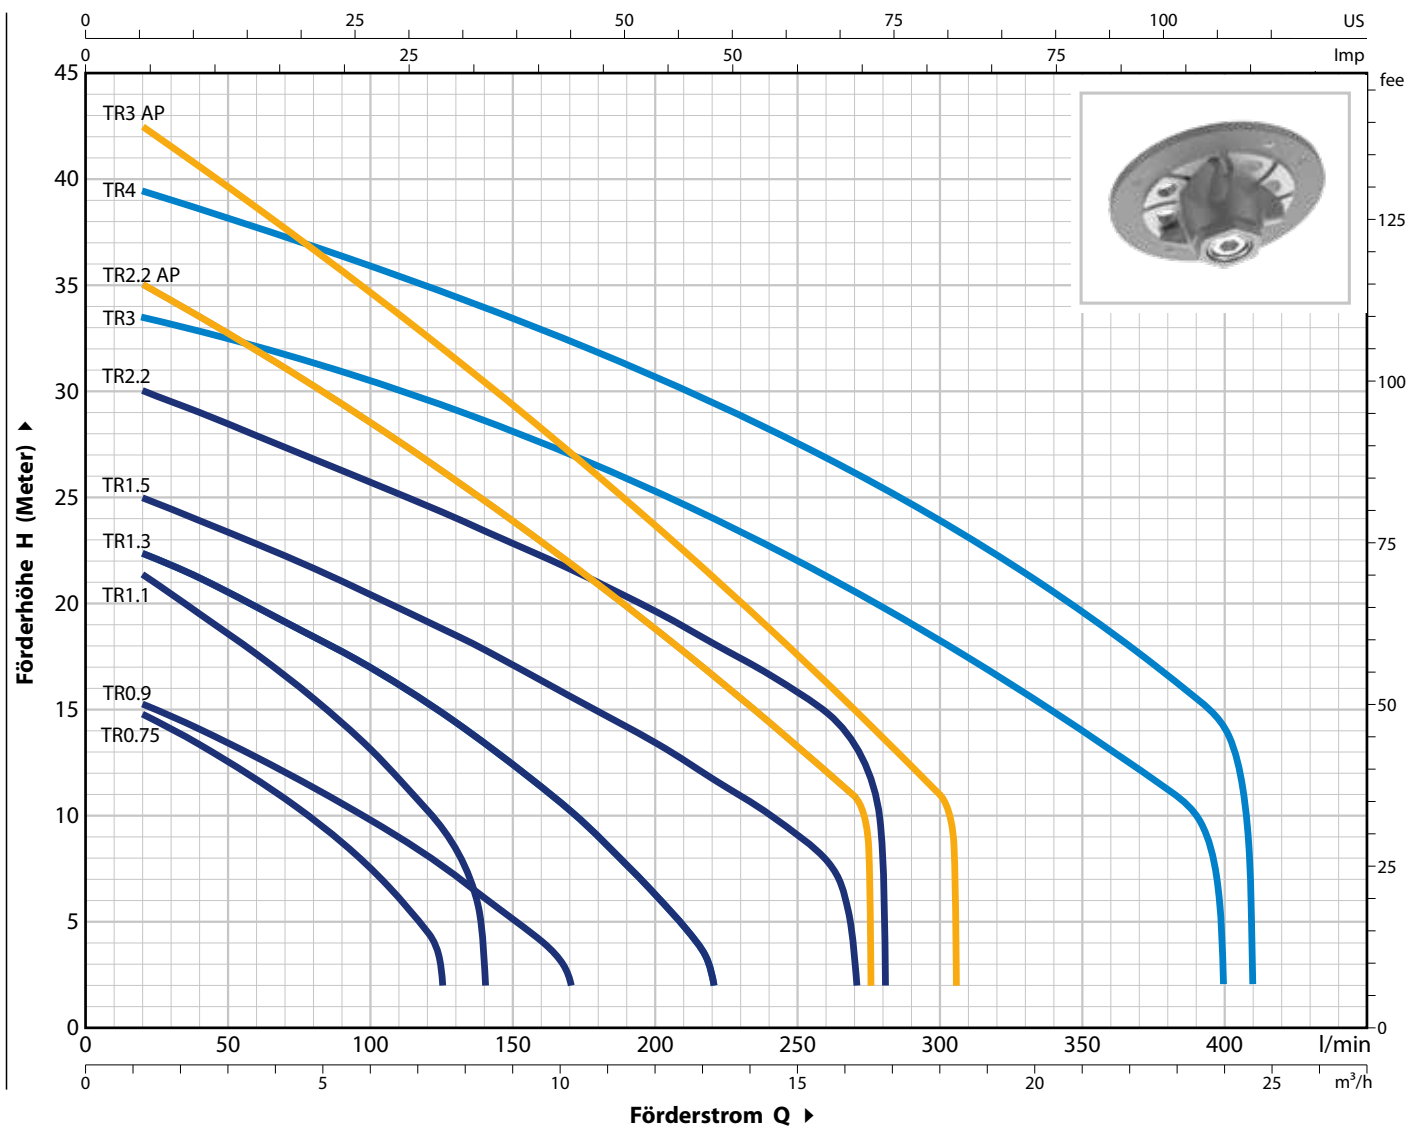 0 25 50 75 100 US
0 25 50 75 Imp
45 fee
TR3 AP
40 TR4
125
35 TR2.2 AP
TR3
TR2.2
30 100
TR1.5
25
TR1.3 75
TR1.1
20
TR0.9
15 50
TR0.75
10
25
5
0 0
Förderhöhe H (Meter)
0 50 100 150 200 250 300 350 400 l/min
0 5 10 15 20 25 m³/h
Förderstrom Q